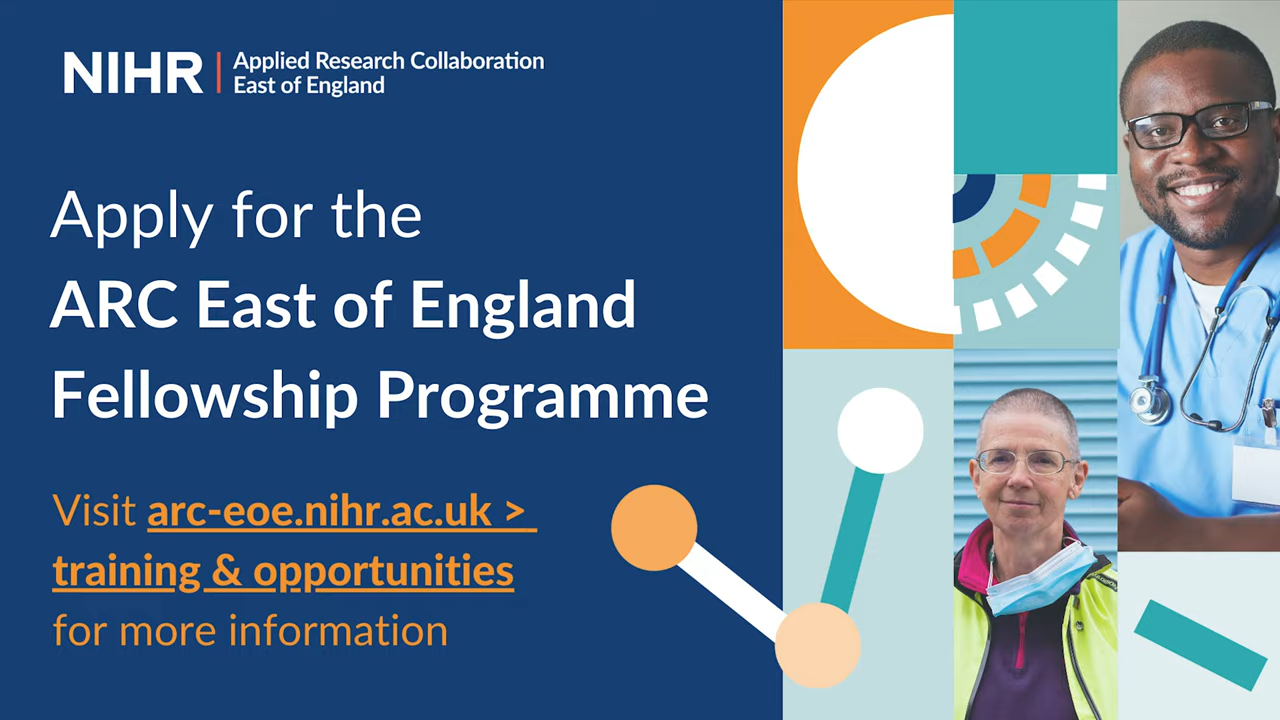 NIHR | Applied Research Collaboration
East of England
Apply for the
ARC East of England
Fellowship Programme
Visit arc-eoe.nihr.ac.uk >
training & opportunities
for more information